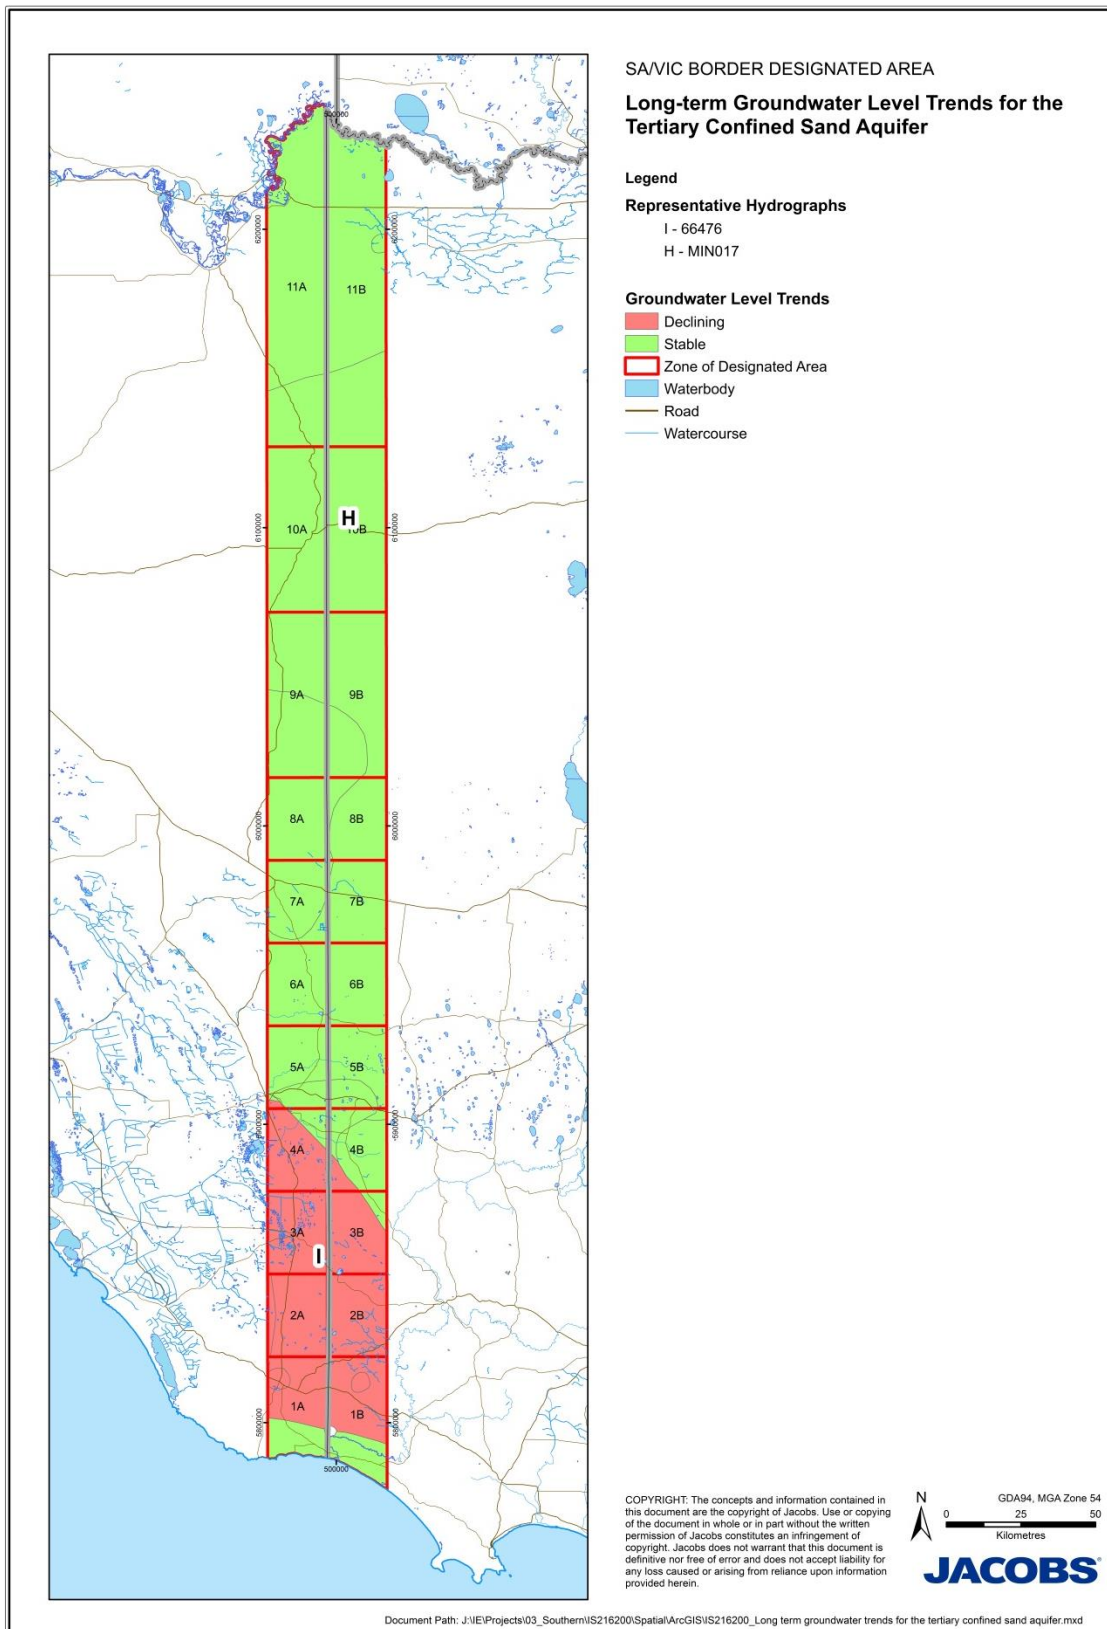 SA/VIC BORDER DESIGNATED AREA
Long-term Groundwater Level Trends for the
Tertiary Confined Sand Aquifer
Legend
Representative Hydrographs
I - 66476
H - MIN017
Groundwater Level Trends
Declining
Stable
Zone of Designated Area
Waterbody
Road
Watercourse
500000
6200000
6200000
11A
11B
H
6100000
10A
10B
6100000
9A
9B
6000000
8A
8B
6000000
7A
7B
6A
6B
5A
5B
5900000
5900000
4A
4B
3A
3B
I
2A
2B
1A
1B
5800000
5800000
500000
COPYRIGHT: The concepts and information contained in
this document are the copyright of Jacobs. Use or copying
of the document in whole or in part without the written
permission of Jacobs constitutes an infringement of
copyright. Jacobs does not warrant that this document is
definitive nor free of error and does not accept liability for
any loss caused or arising from reliance upon information
provided herein.
N
GDA94, MGA Zone 54
0 25 50
Kilometres
JACOBS®
Document Path: J:\IE\Projects\03_Southern\IS216200\Spatial\ArcGIS\IS216200_Long term groundwater trends for the tertiary confined sand aquifer.mxd